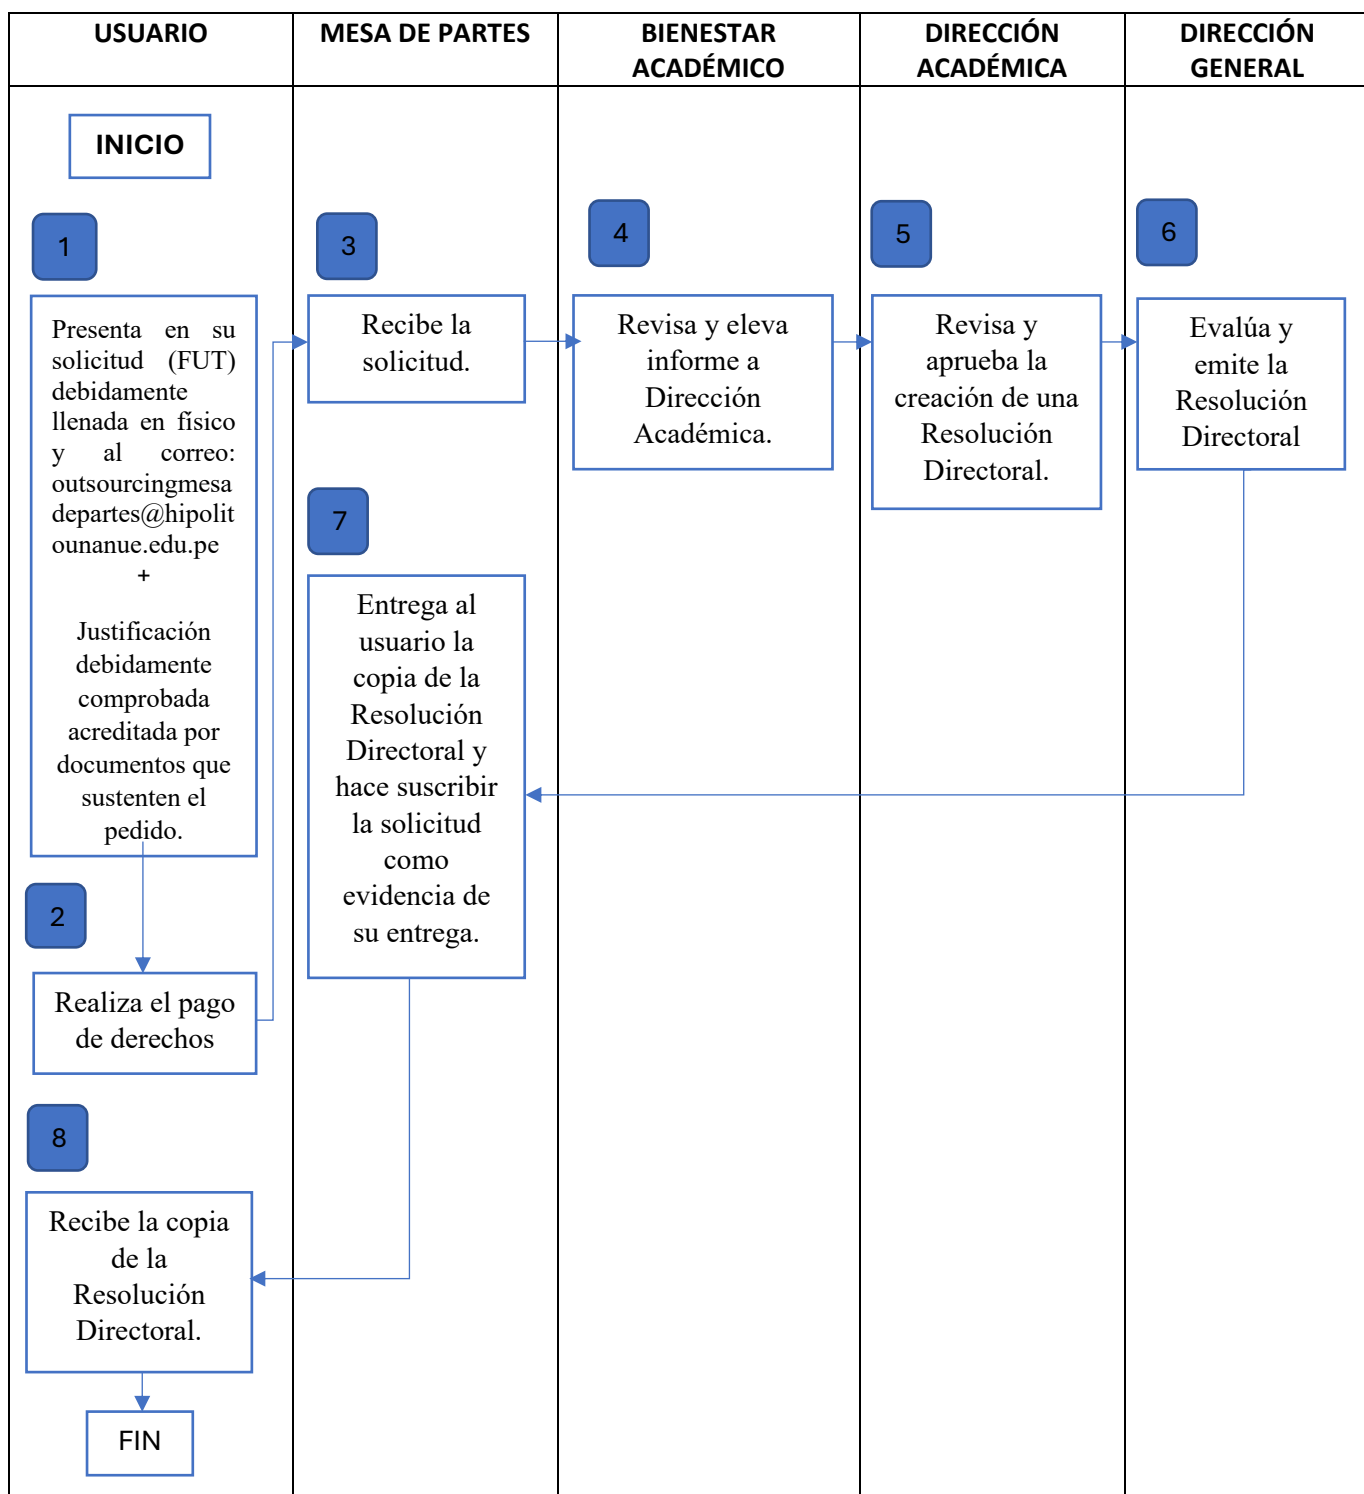 USUARIO
MESA DE PARTES
BIENESTAR
ACADÉMICO
DIRECCIÓN
ACADÉMICA
DIRECCIÓN
GENERAL
INICIO
1
Presenta en su
solicitud (FUT)
debidamente
llenada en físico
y al correo:
outsourcingmesa
departes@hipolit
ounanue.edu.pe
+
Justificación
debidamente
comprobada
acreditada por
documentos que
sustenten el
pedido.
2
Realiza el pago
de derechos
3
Recibe la
solicitud.
4
Revisa y eleva
informe a
Dirección
Académica.
5
Revisa y
aprueba la
creación de una
Resolución
Directoral.
6
Evalúa y
emite la
Resolución
Directoral
7
Entrega al
usuario la
copia de la
Resolución
Directoral y
hace suscribir
la solicitud
como
evidencia de
su entrega.
8
Recibe la copia
de la
Resolución
Directoral.
FIN